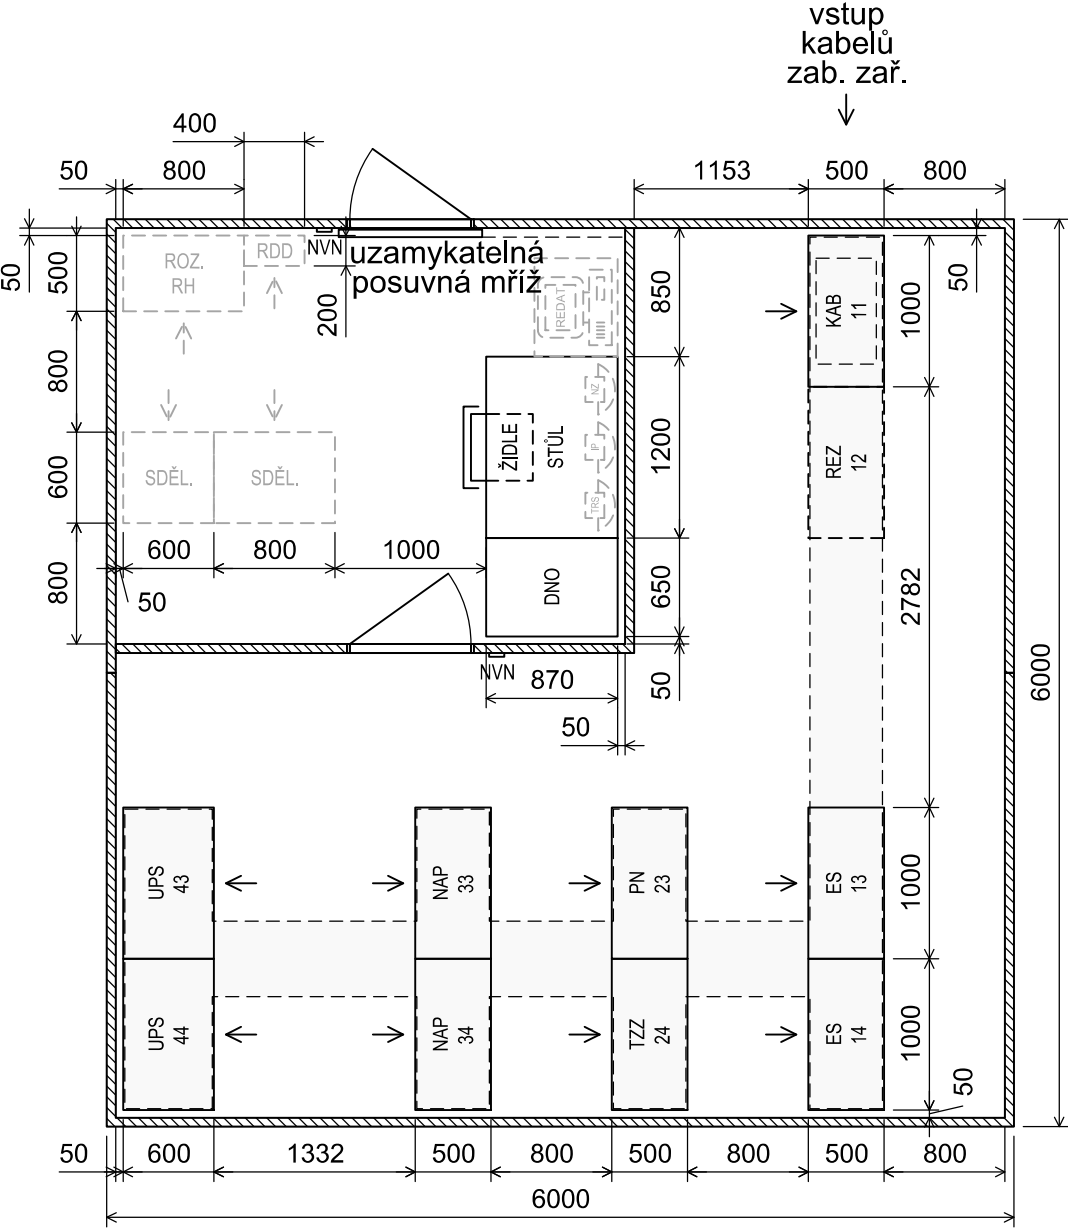 vstup
kabelů
zab. zař.
400
50
800
1153
500
800
50
500
ROZ.
RH
RDD
NVN
uzamykatelná
posuvná mříž
200
REDAT
850
KAB
11
1000
50
800
NZ
1200
ŽIDLE
STŮL
IP
REZ
12
600
SDĚL.
SDĚL.
TRS
600
800
1000
800
50
DNO
650
2782
NVN
870
50
50
6000
UPS
43
NAP
33
PN
23
ES
13
1000
UPS
44
NAP
34
TZZ
24
ES
14
1000
50
50
600
1332
500
800
500
800
500
800
6000